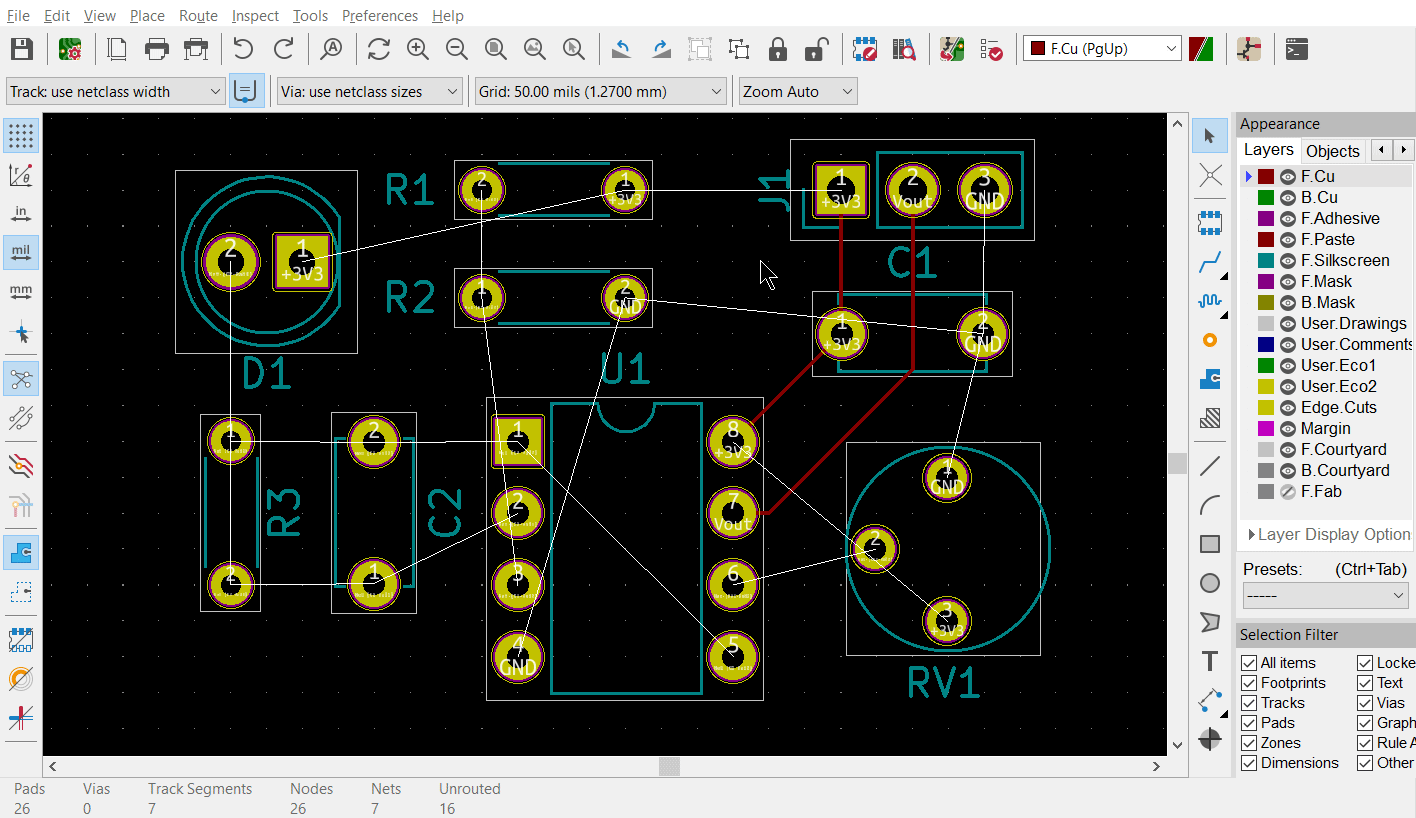 File Edit View Place Route Inspect Tools Preferences Help
F.Cu (PgUp)
Track: use netclass width
Via: use netclass sizes
Grid: 50.00 mils (1.2700 mm)
Zoom Auto
in
mil
mm
R1
2
1
+3V3
J1
1
+3V3
2
Vout
3
GND
2
1
+3V3
D1
R2
1
2
GND
C1
1
+3V3
2
GND
U1
1
2
3
4
GND
8
+3V3
7
Vout
6
5
1
2
R3
2
1
C2
1
GND
2
3
+3V3
RV1
Appearance
Layers Objects
F.Cu
B.Cu
F.Adhesive
F.Paste
F.Silkscreen
F.Mask
B.Mask
User.Drawings
User.Comments
User.Eco1
User.Eco2
Edge.Cuts
Margin
F.Courtyard
B.Courtyard
F.Fab
Layer Display Option
Presets: (Ctrl+Tab)
-----
Selection Filter
All items Locke
Footprints Text
Tracks Vias
Pads Graph
Zones Rule A
Dimensions Other
Pads Vias Track Segments Nodes Nets Unrouted
26 0 7 26 7 16